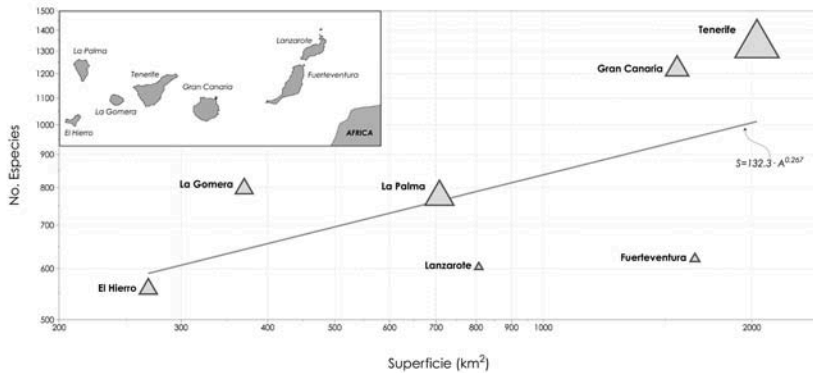 No. Especies
1500
1400
1300
1200
1100
1000
900
800
700
600
500
La Palma
Tenerife
Lanzarote
Gran Canaria
Fuerteventura
La Gomera
El Hierro
AFRICA
Tenerife
Gran Canaria
S=132.3 · A^0.267
La Gomera
La Palma
Lanzarote
Fuerteventura
El Hierro
200 300 400 500 600 700 800 900 1000 2000
Superficie (km²)